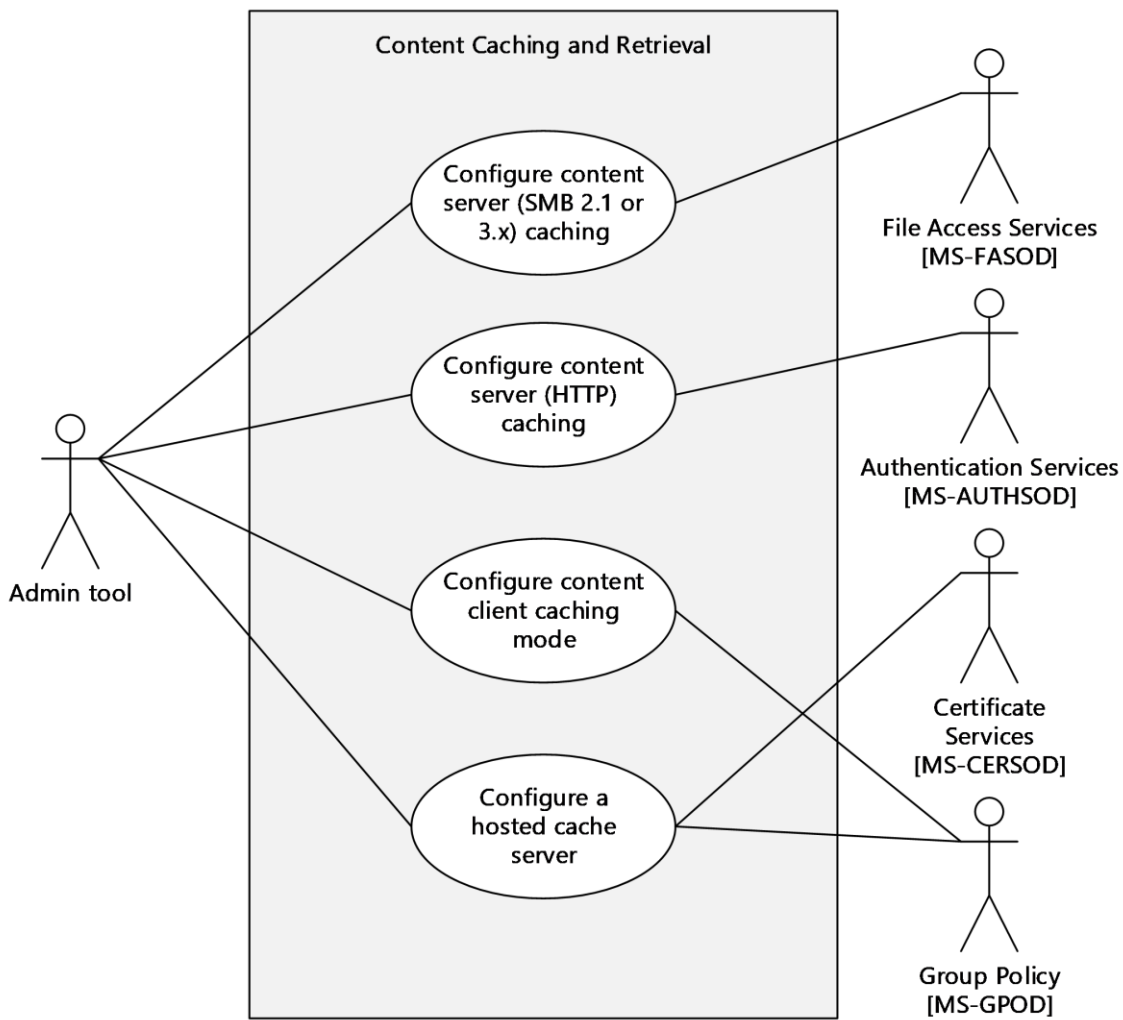 Content Caching and Retrieval
Configure content
server (SMB 2.1 or
3.x) caching
File Access Services
[MS-FASOD]
Configure content
server (HTTP)
caching
Authentication Services
[MS-AUTHSOD]
Admin tool
Configure content
client caching
mode
Certificate
Services
[MS-CERSOD]
Configure a
hosted cache
server
Group Policy
[MS-GPOD]